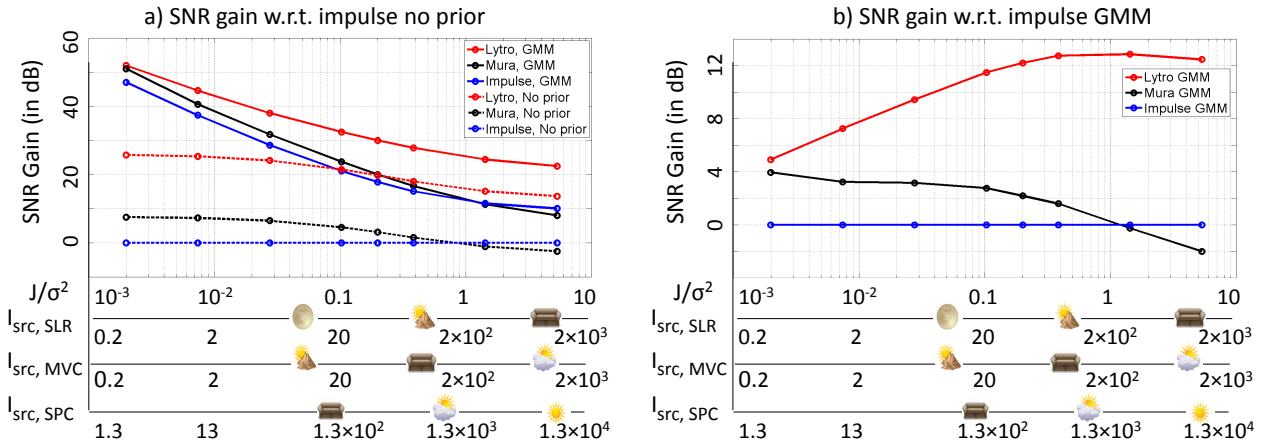 a) SNR gain w.r.t. impulse no prior
SNR Gain (in dB)
60
40
20
0
Lytro, GMM
Mura, GMM
Impulse, GMM
Lytro, No prior
Mura, No prior
Impulse, No prior
J/σ² 10⁻³ 10⁻² 0.1 1 10
I_src, SLR
0.2 2 20 2×10² 2×10³
I_src, MVC
0.2 2 20 2×10² 2×10³
I_src, SPC
1.3 13 1.3×10² 1.3×10³ 1.3×10⁴
b) SNR gain w.r.t. impulse GMM
SNR Gain (in dB)
12
8
4
0
Lytro GMM
Mura GMM
Impulse GMM
J/σ² 10⁻³ 10⁻² 0.1 1 10
I_src, SLR
0.2 2 20 2×10² 2×10³
I_src, MVC
0.2 2 20 2×10² 2×10³
I_src, SPC
1.3 13 1.3×10² 1.3×10³ 1.3×10⁴